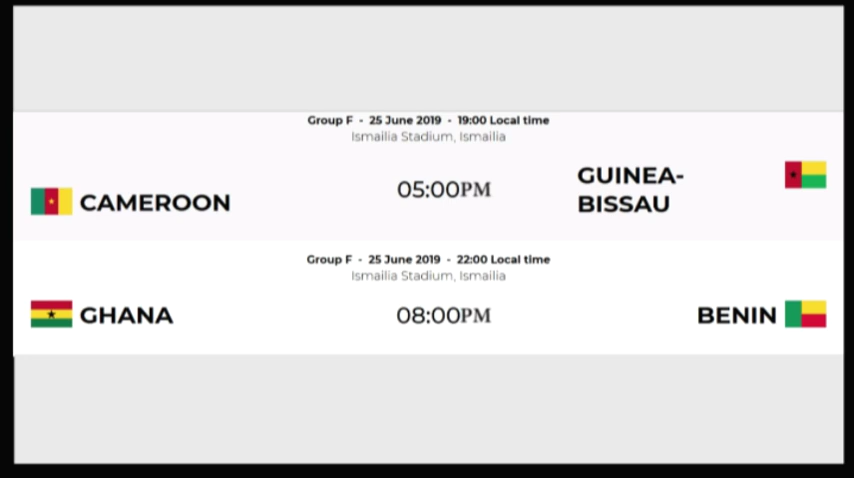 Group F - 25 June 2019 - 19:00 Local time
Ismailia Stadium, Ismailia
CAMEROON 05:00PM GUINEA-
BISSAU
Group F - 25 June 2019 - 22:00 Local time
Ismailia Stadium, Ismailia
GHANA 08:00PM BENIN